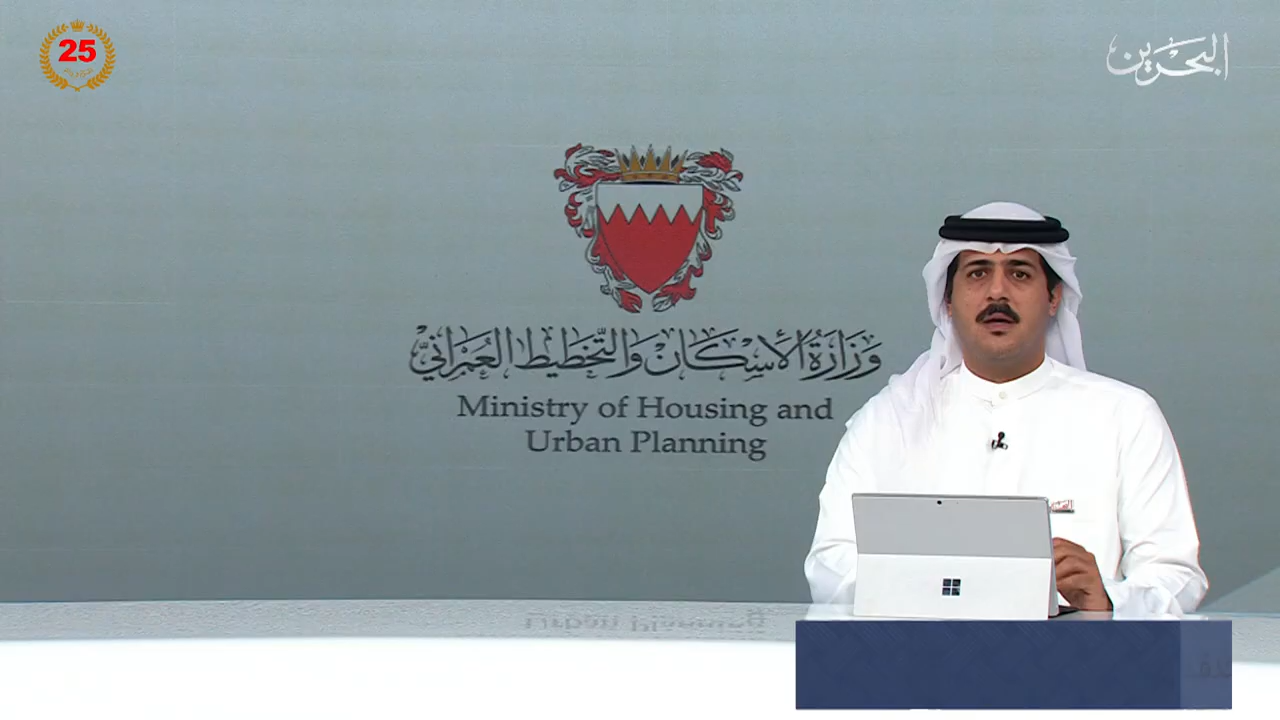 25
البحرين
وزارة الإسكان والتخطيط العمراني
Ministry of Housing and
Urban Planning